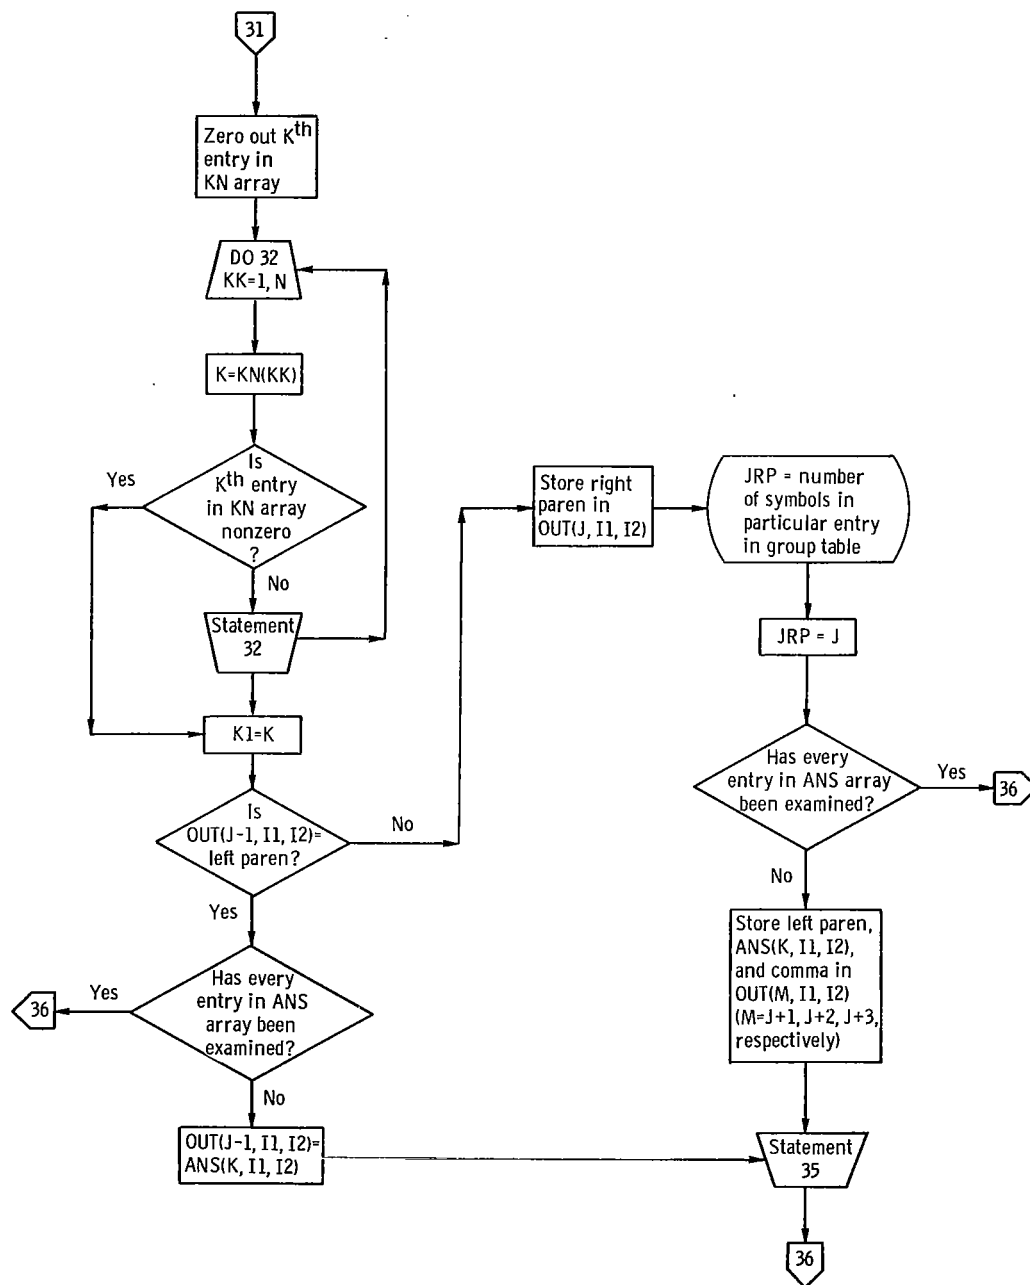 31
Zero out Kth
entry in
KN array
DO 32
KK=1, N
K=KN(KK)
Is
Kth entry
in KN array
nonzero
?
Yes
No
Statement
32
K1=K
Is
OUT(J-1, I1, I2)=
left paren?
No
Yes
Has every
entry in ANS
array been
examined?
Yes
36
No
OUT(J-1, I1, I2)=
ANS(K, I1, I2)
Store right
paren in
OUT(J, I1, I2)
JRP = number
of symbols in
particular entry
in group table
JRP = J
Has every
entry in ANS array
been examined?
Yes
36
No
Store left paren,
ANS(K, I1, I2),
and comma in
OUT(M, I1, I2)
(M=J+1, J+2, J+3,
respectively)
Statement
35
36